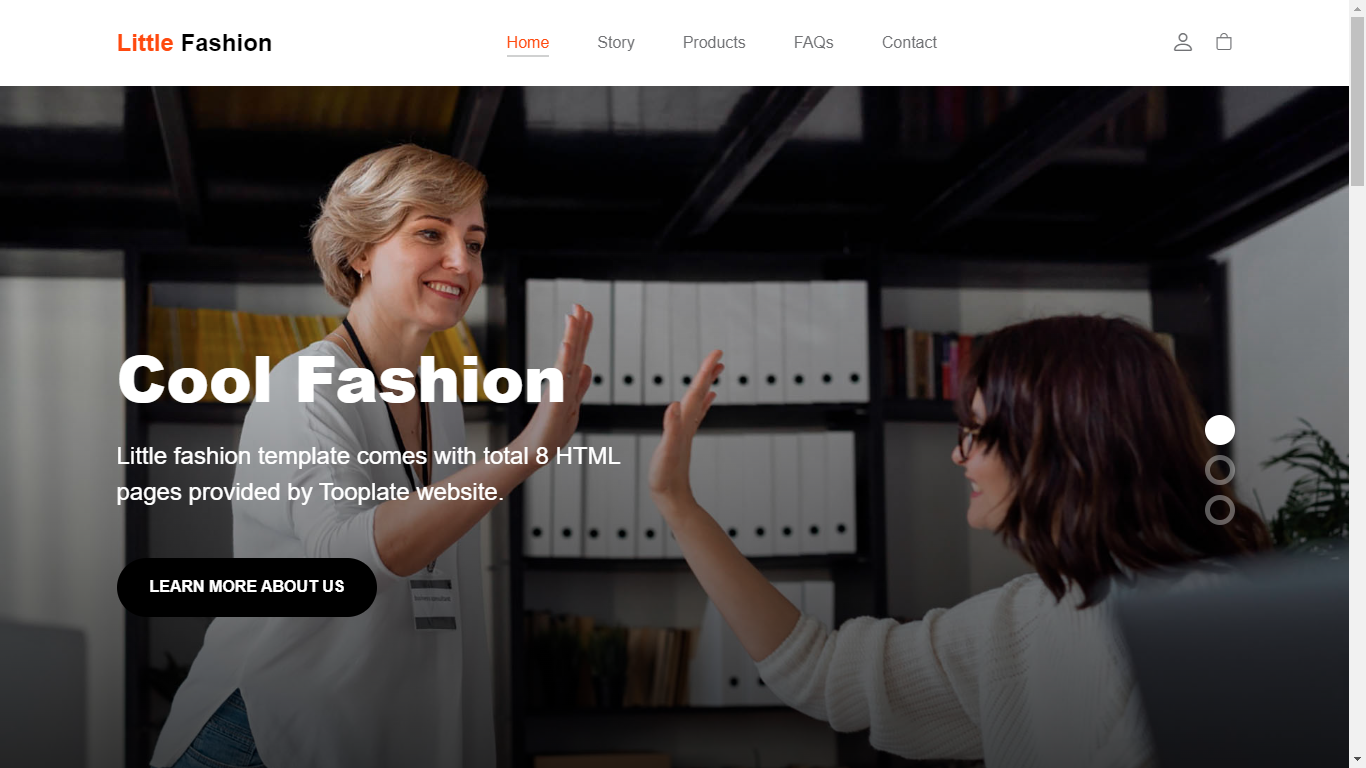 Little Fashion
Home
Story
Products
FAQs
Contact
Cool Fashion
Little fashion template comes with total 8 HTML
pages provided by Tooplate website.
LEARN MORE ABOUT US